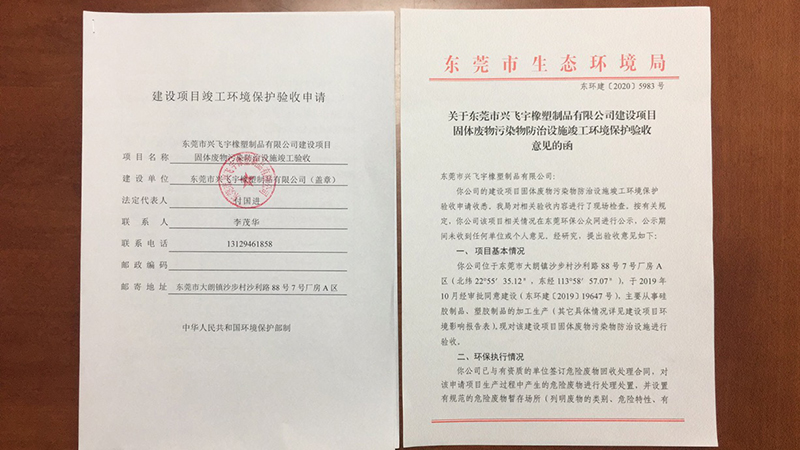 建设项目竣工环境保护验收申请
东莞市兴飞宇橡塑制品有限公司建设项目
项目名称 固体废物污染防治设施竣工验收
建设单位 东莞市兴飞宇橡塑制品有限公司（盖章）
法定代表人 付国进
联系人 李茂华
联系电话 13129461858
邮政编码
邮寄地址 东莞市大朗镇沙步村沙利路88号7号厂房A区
中华人民共和国环境保护部制
东莞市生态环境局
东环建〔2020〕5983号
关于东莞市兴飞宇橡塑制品有限公司建设项目
固体废物污染防治设施竣工环境保护验收
意见的函
东莞市兴飞宇橡塑制品有限公司：
你公司的建设项目固体废物污染防治设施竣工环境保护
验收申请收悉。我局对相关验收内容进行了现场检查。按有关规
定，你公司该项目相关情况在东莞环保公众网进行公示，公示期
间未收到任何单位或个人意见。经研究，提出验收意见如下：
一、项目基本情况
你公司位于东莞市大朗镇沙步村沙利路88号7号厂房A
区（北纬22°55′35.12″，东经113°58′57.07″），于2019
年10月经审批同意建设（东环建〔2019〕19647号），主要从事硅
胶制品、塑胶制品的加工生产（其它具体情况详见建设项目环
境影响报告表）。现对该建设项目固体废物污染防治设施进行
验收。
二、环保执行情况
你公司已与有资质的单位签订危险废物回收处理合同，对
该申请项目生产过程中产生的危险废物进行处理处置，并设置
有规范的危险废物暂存场所（列明废物的类别、危险特性、有